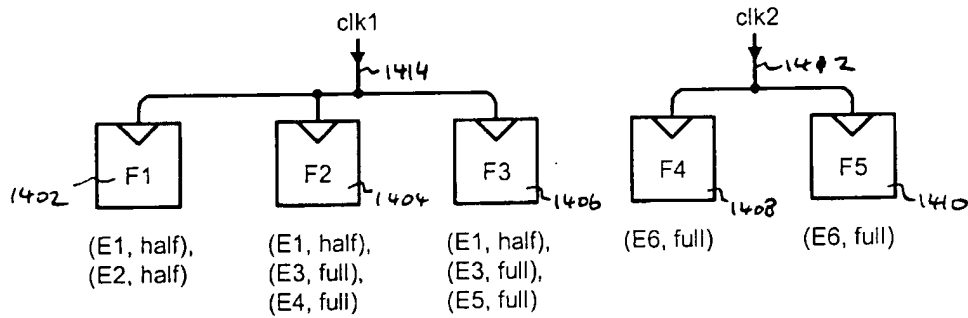 clk1
clk2
1414
1412
F1
F2
F3
F4
F5
1402
1404
1406
1408
1410
(E1, half),
(E2, half)
(E1, half),
(E3, full),
(E4, full)
(E1, half),
(E3, full),
(E5, full)
(E6, full)
(E6, full)